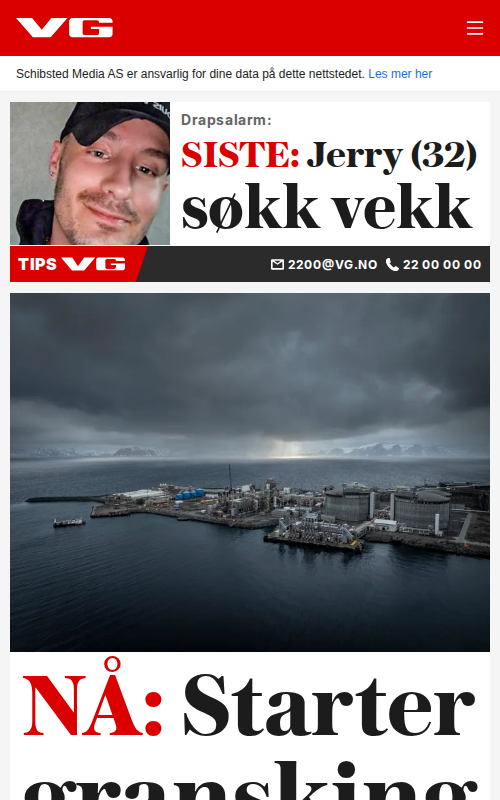 VG
Schibsted Media AS er ansvarlig for dine data på dette nettstedet. Les mer her
Drapsalarm:
SISTE: Jerry (32)
søkk vekk
TIPS VG 2200@VG.NO 22 00 00 00
NÅ: Starter
gransking